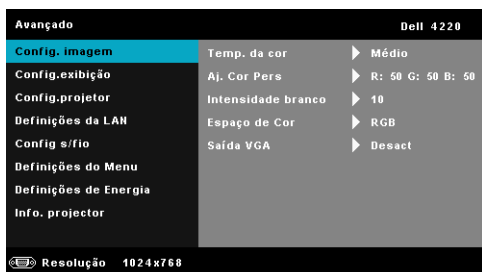 Avançado Dell 4220
Config. imagem Temp. da cor Médio
Config.exibição Aj. Cor Pers R: 50 G: 50 B: 50
Config.projetor Intensidade branco 10
Definições da LAN Espaço de Cor RGB
Config s/fio Saída VGA Desact
Definições do Menu
Definições de Energia
Info. projector
Resolução 1024x768